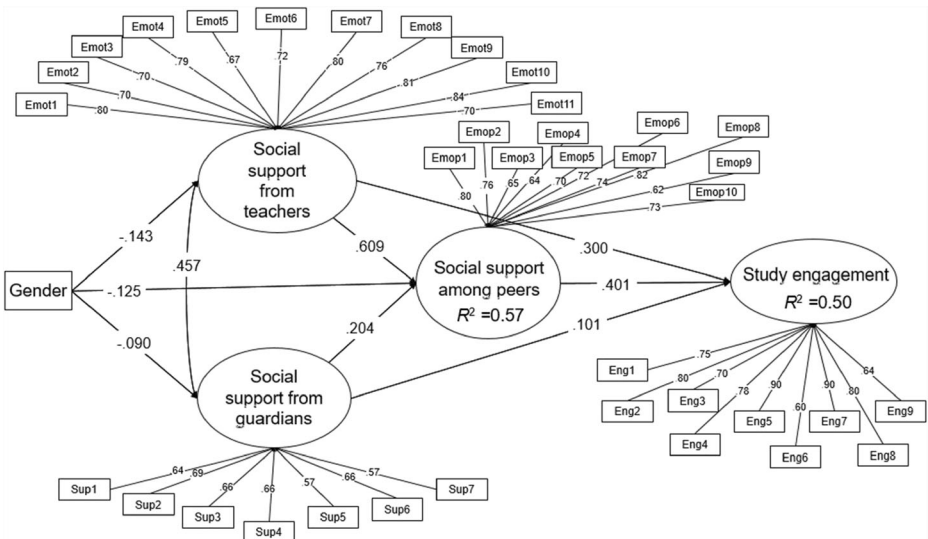 Emot1
Emot2
Emot3
Emot4
Emot5
Emot6
Emot7
Emot8
Emot9
Emot10
Emot11
.80
.70
.70
.79
.67
.72
.80
.76
.81
.84
.70
Social
support
from
teachers
Emop1
Emop2
Emop3
Emop4
Emop5
Emop6
Emop7
Emop8
Emop9
Emop10
.80
.76
.65
.64
.70
.72
.74
.82
.62
.73
Gender
-.143
-.125
-.090
.457
.609
.204
.300
.401
.101
Social support
among peers
R² =0.57
Study engagement
R² =0.50
Social
support from
guardians
.64
.69
.66
.66
.57
.66
.57
Sup1
Sup2
Sup3
Sup4
Sup5
Sup6
Sup7
.75
.80
.70
.78
.90
.60
.90
.80
.64
Eng1
Eng2
Eng3
Eng4
Eng5
Eng6
Eng7
Eng8
Eng9